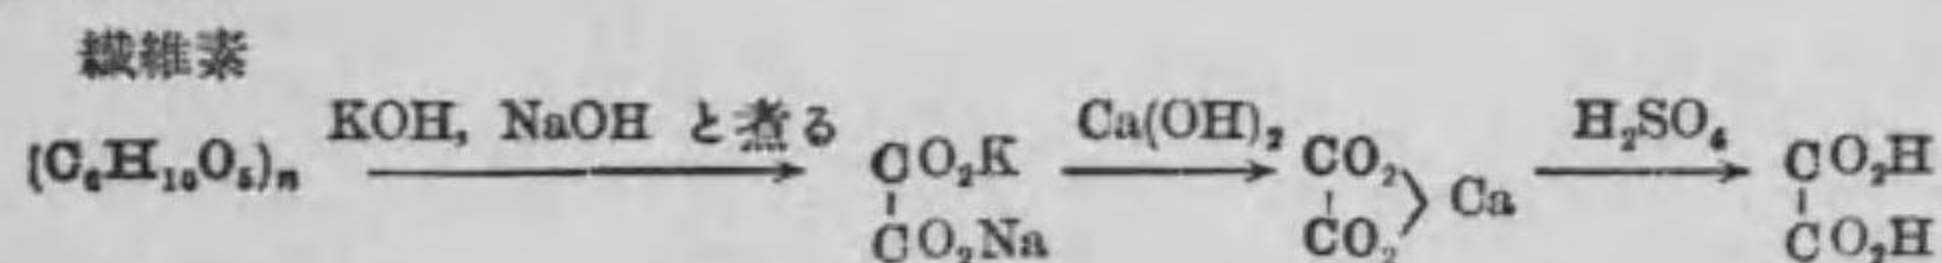 繊維素
(C₆H₁₀O₅)ₙ KOH, NaOH と煮る CO₂K Ca(OH)₂ CO₂ Ca H₂SO₄ CO₂H
CO₂Na CO₂ CO₂H